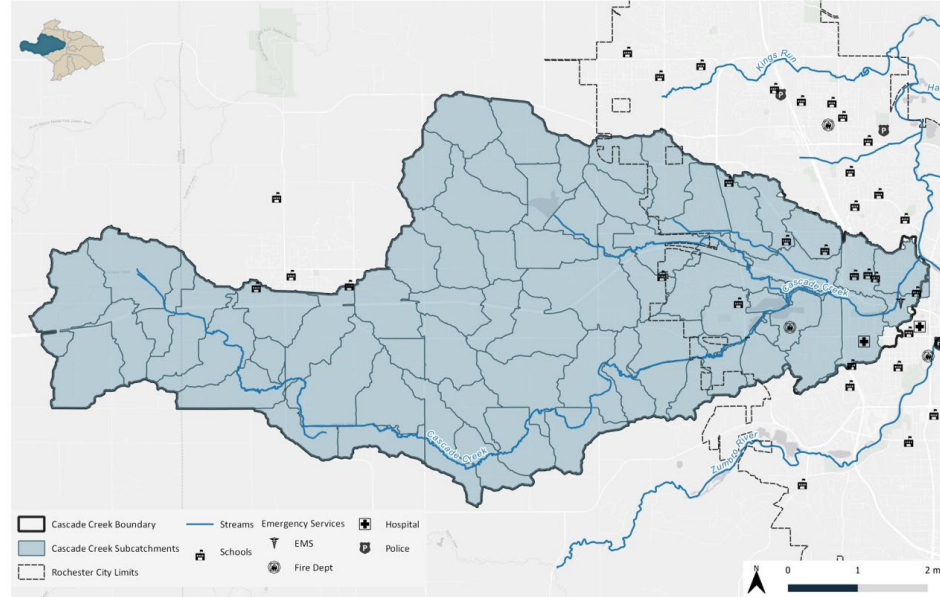 Kings Run
Ha
P
P
Cascade Creek
Cascade Creek
Zumbro River
P
Cascade Creek Boundary
Cascade Creek Subcatchments
Rochester City Limits
Streams
Schools
Emergency Services
EMS
Fire Dept
Hospital
P
Police
N
0 1 2 m